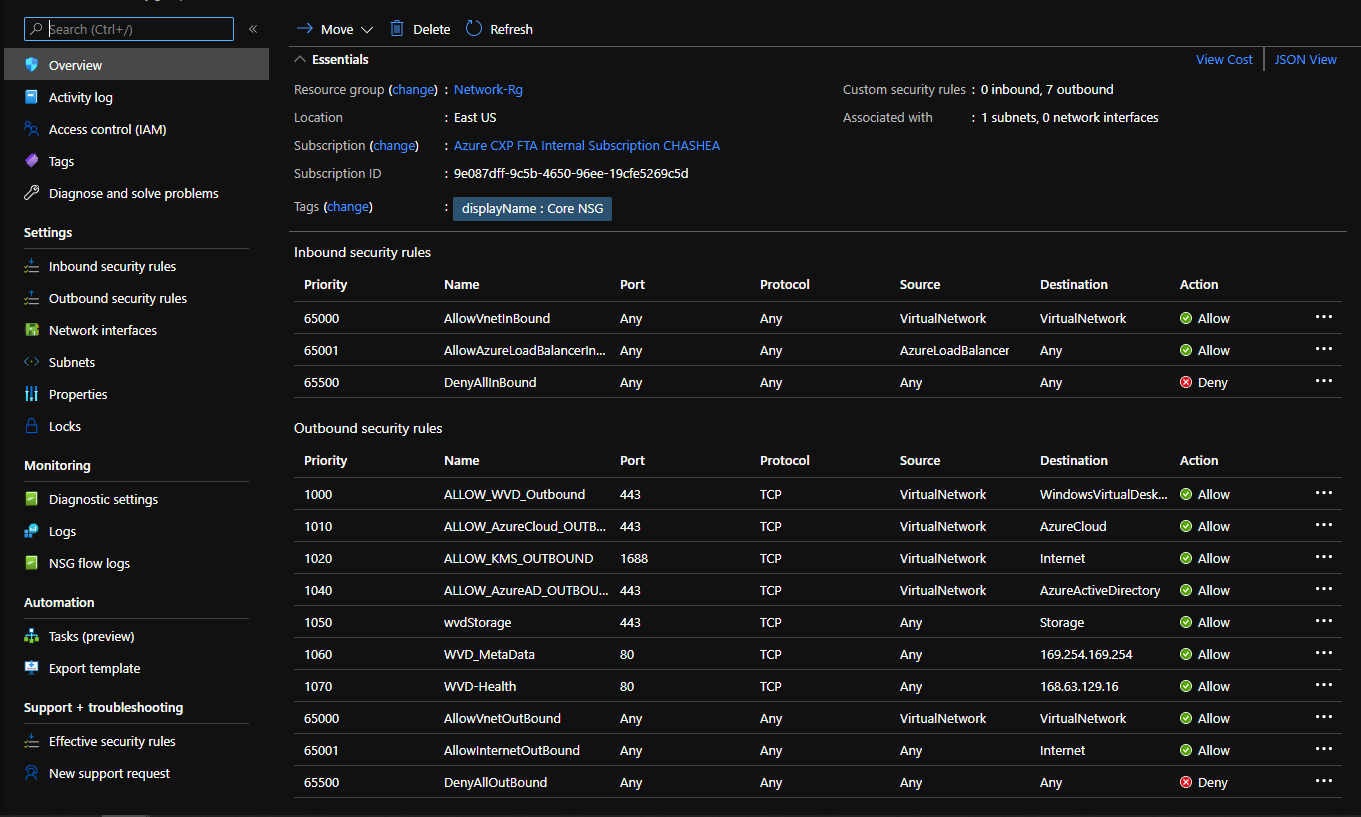 Search (Ctrl+/)
«
Move
Delete
Refresh
Overview
Activity log
Access control (IAM)
Tags
Diagnose and solve problems
Settings
Inbound security rules
Outbound security rules
Network interfaces
Subnets
Properties
Locks
Monitoring
Diagnostic settings
Logs
NSG flow logs
Automation
Tasks (preview)
Export template
Support + troubleshooting
Effective security rules
New support request
Essentials
View Cost
JSON View
Resource group (change) : Network-Rg
Location : East US
Subscription (change) : Azure CXP FTA Internal Subscription CHASHEA
Subscription ID : 9e087dff-9c5b-4650-96ee-19cfe5269c5d
Tags (change) : displayName : Core NSG
Custom security rules : 0 inbound, 7 outbound
Associated with : 1 subnets, 0 network interfaces
Inbound security rules
Priority Name Port Protocol Source Destination Action
65000 AllowVnetInBound Any Any VirtualNetwork VirtualNetwork Allow ...
65001 AllowAzureLoadBalancerIn... Any Any AzureLoadBalancer Any Allow ...
65500 DenyAllInBound Any Any Any Any Deny ...
Outbound security rules
Priority Name Port Protocol Source Destination Action
1000 ALLOW_WVD_Outbound 443 TCP VirtualNetwork WindowsVirtualDesk... Allow ...
1010 ALLOW_AzureCloud_OUTB... 443 TCP VirtualNetwork AzureCloud Allow ...
1020 ALLOW_KMS_OUTBOUND 1688 TCP VirtualNetwork Internet Allow ...
1040 ALLOW_AzureAD_OUTBOU... 443 TCP VirtualNetwork AzureActiveDirectory Allow ...
1050 wvdStorage 443 TCP Any Storage Allow ...
1060 WVD_MetaData 80 TCP Any 169.254.169.254 Allow ...
1070 WVD-Health 80 TCP Any 168.63.129.16 Allow ...
65000 AllowVnetOutBound Any Any VirtualNetwork VirtualNetwork Allow ...
65001 AllowInternetOutBound Any Any Any Internet Allow ...
65500 DenyAllOutBound Any Any Any Any Deny ...